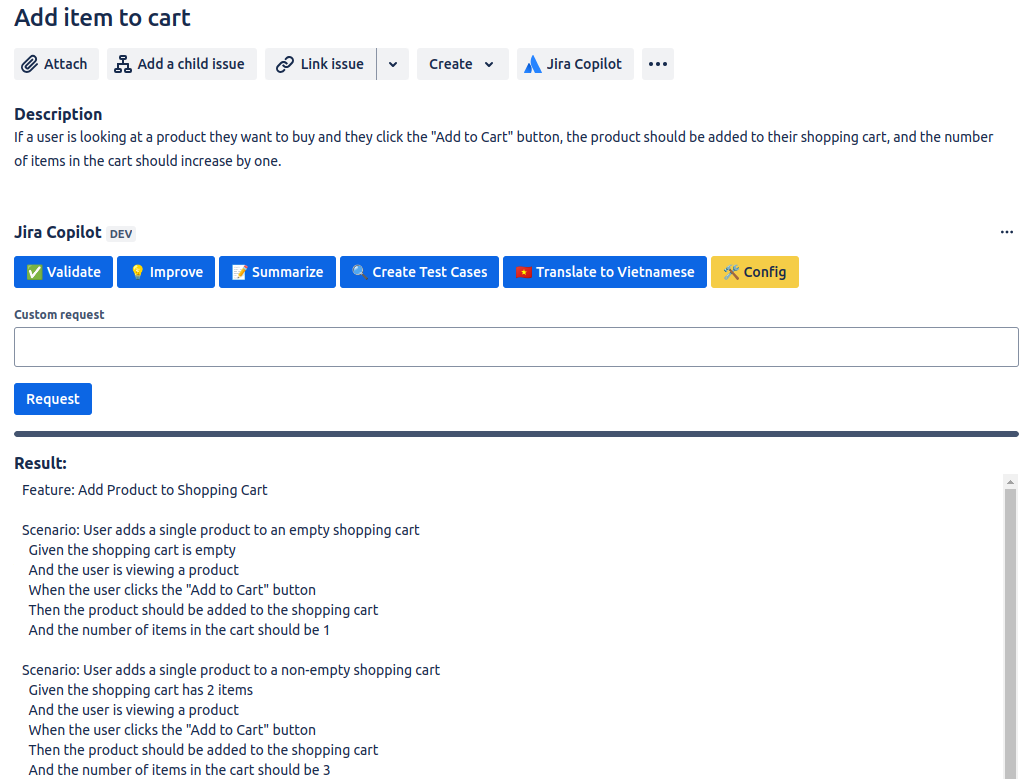 Add item to cart
Attach
Add a child issue
Link issue
Create
Jira Copilot
Description
If a user is looking at a product they want to buy and they click the "Add to Cart" button, the product should be added to their shopping cart, and the number
of items in the cart should increase by one.
Jira Copilot DEV
Validate
Improve
Summarize
Create Test Cases
Translate to Vietnamese
Config
Custom request
Request
Result:
Feature: Add Product to Shopping Cart
Scenario: User adds a single product to an empty shopping cart
Given the shopping cart is empty
And the user is viewing a product
When the user clicks the "Add to Cart" button
Then the product should be added to the shopping cart
And the number of items in the cart should be 1
Scenario: User adds a single product to a non-empty shopping cart
Given the shopping cart has 2 items
And the user is viewing a product
When the user clicks the "Add to Cart" button
Then the product should be added to the shopping cart
And the number of items in the cart should be 3